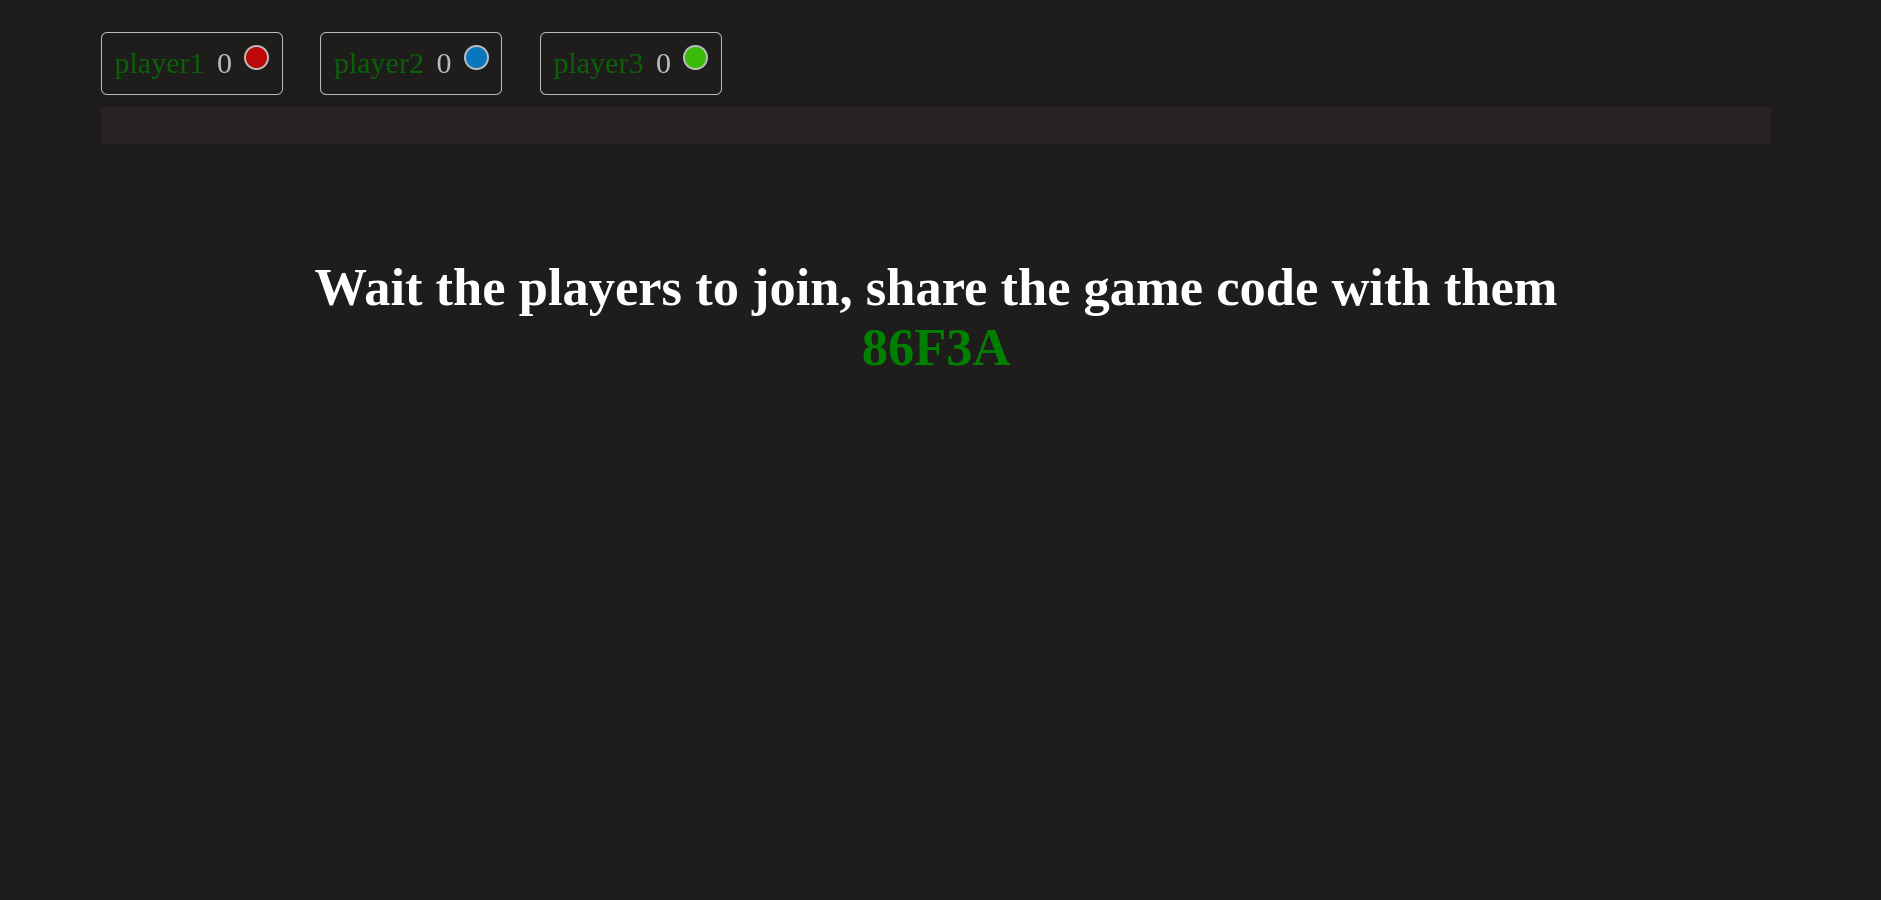 player1 0 player2 0 player3 0
Wait the players to join, share the game code with them
86F3A